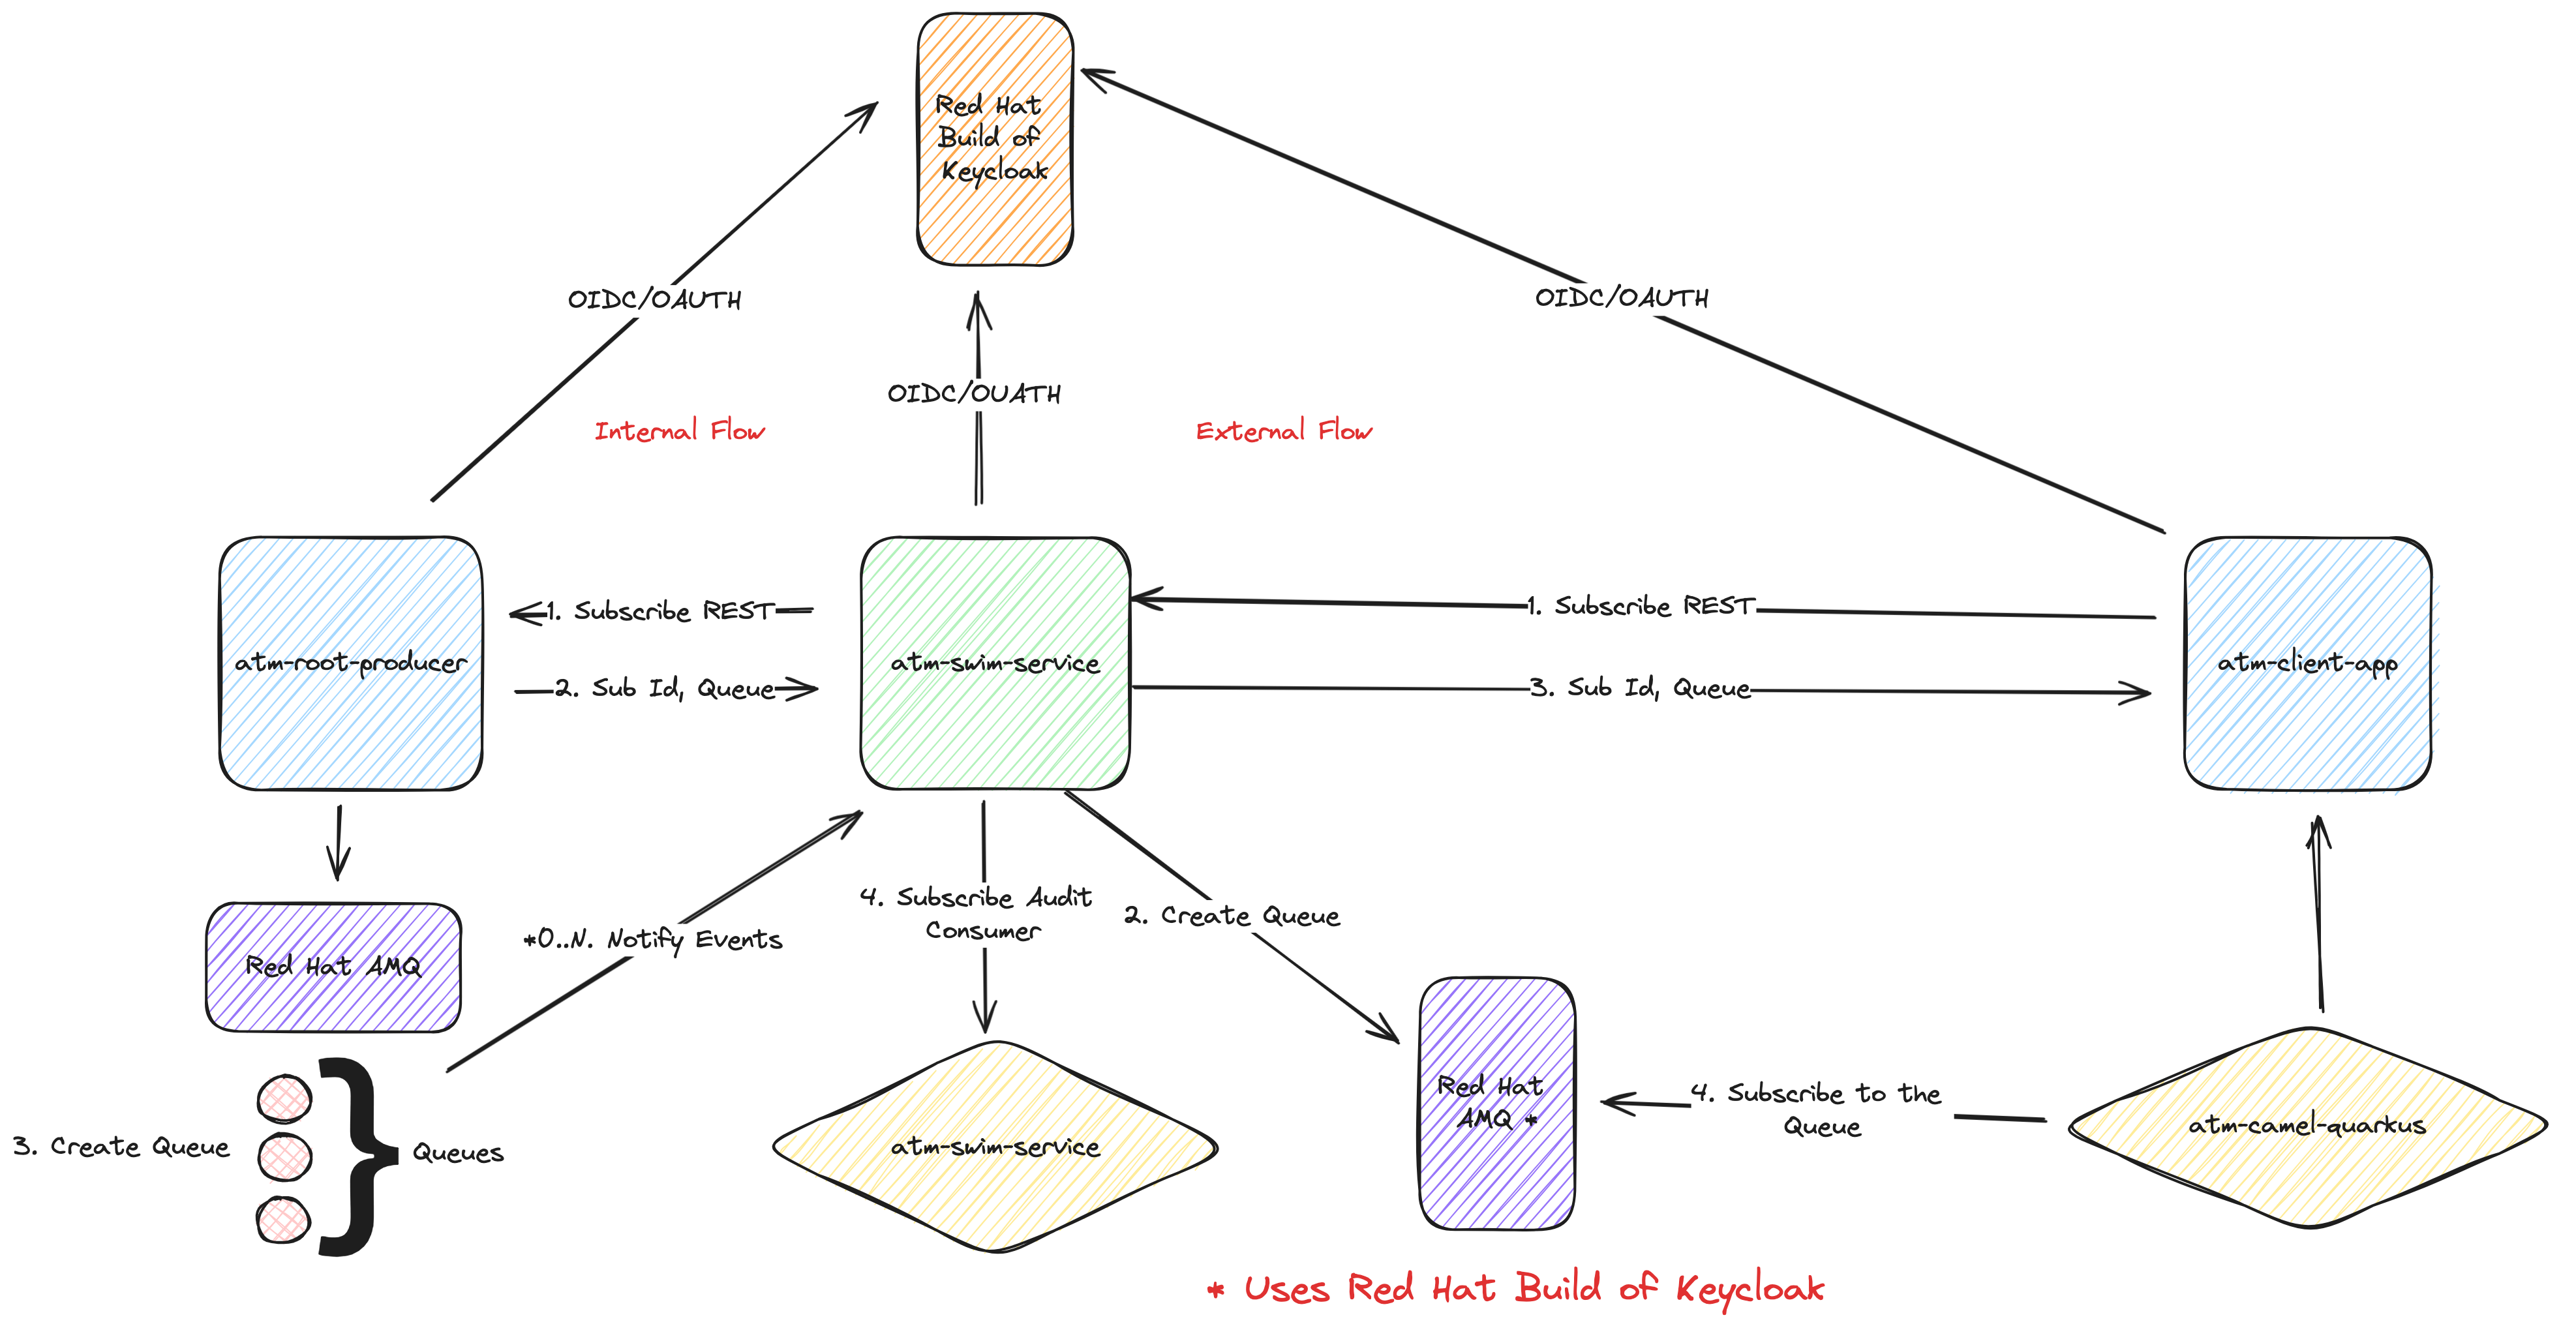 Red Hat
Build of
Keycloak
OIDC/OAUTH
OIDC/OAUTH
OIDC/OUATH
Internal Flow
External Flow
1. Subscribe REST
1. Subscribe REST
atm-root-producer
atm-swim-service
atm-client-app
2. Sub Id, Queue
3. Sub Id, Queue
4. Subscribe Audit
Consumer
2. Create Queue
*0..N. Notify Events
Red Hat AMQ
Red Hat
AMQ *
4. Subscribe to the
Queue
atm-camel-quarkus
3. Create Queue
} Queues
atm-swim-service
* Uses Red Hat Build of Keycloak